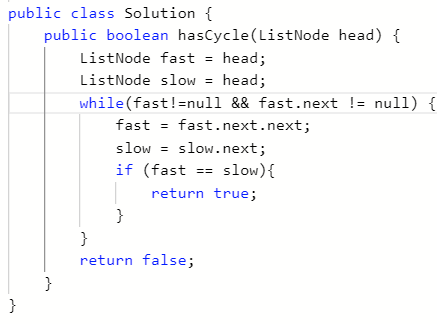 public class Solution {
    public boolean hasCycle(ListNode head) {
        ListNode fast = head;
        ListNode slow = head;
        while(fast!=null && fast.next != null) {
            fast = fast.next.next;
            slow = slow.next;
            if (fast == slow){
                return true;
            }
        }
        return false;
    }
}